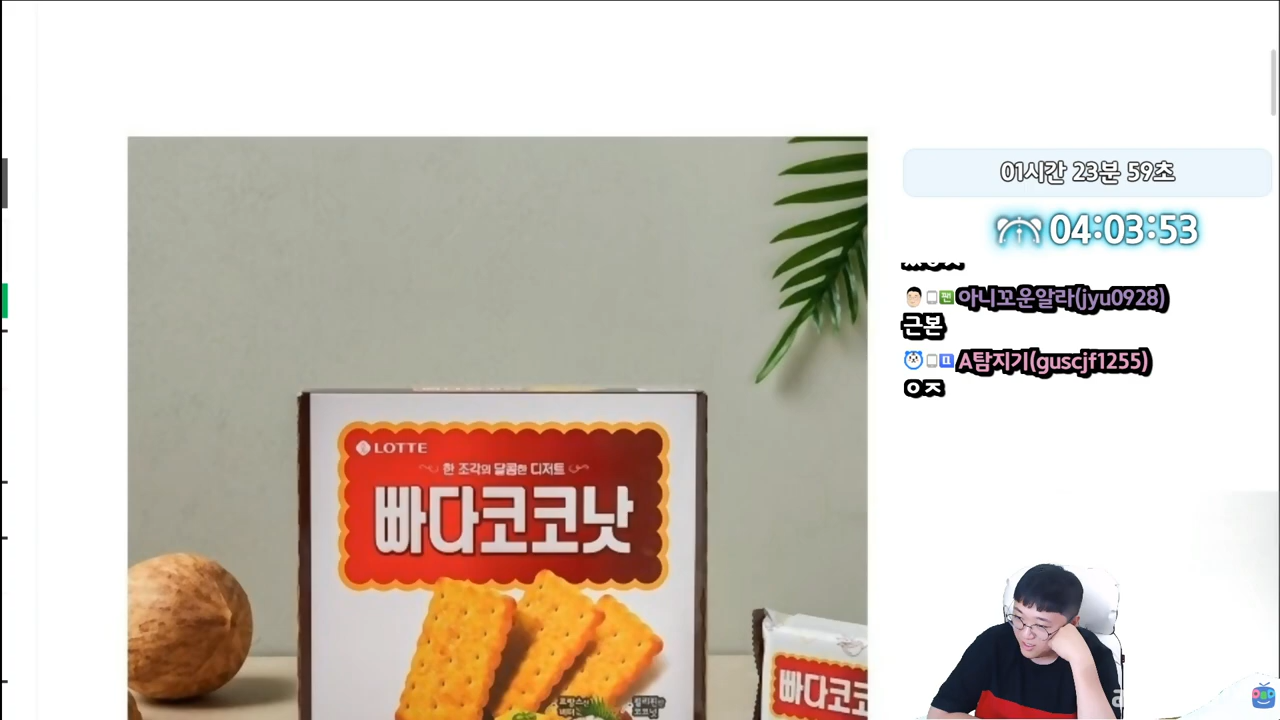 01시간 23분 59초
04:03:53
아니꼬운알라(jyu0928)
근본
A탐지기(guscjf1255)
ㅇㅈ
LOTTE
한 조각의 달콤한 디저트
빠다코코낫
빠다코코